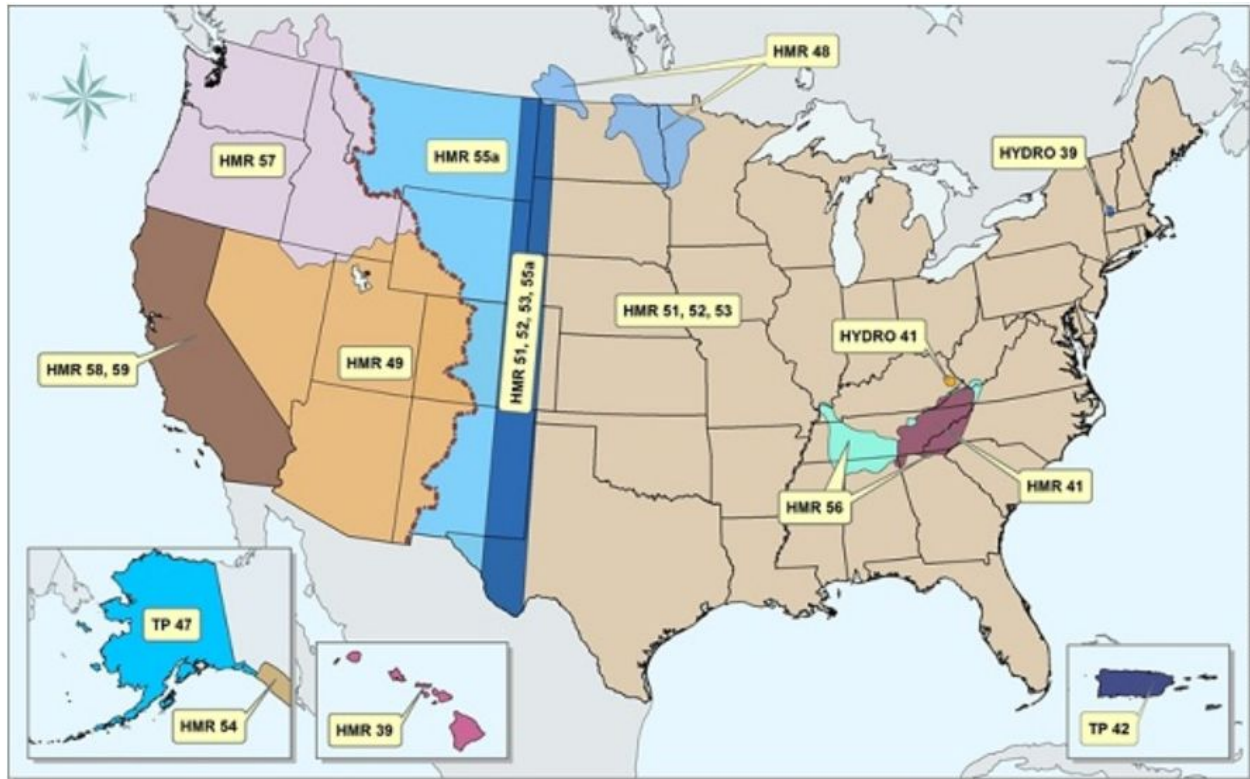 N
W
E
S
HMR 48
HMR 57
HMR 55a
HYDRO 39
HMR 51, 52, 53, 55a
HMR 51, 52, 53
HYDRO 41
HMR 58, 59
HMR 49
HMR 41
HMR 56
TP 47
HMR 54
HMR 39
TP 42